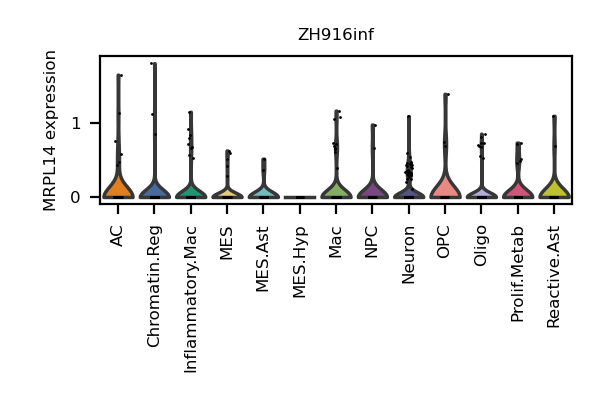 ZH916inf
MRPL14 expression
1
0
AC
Chromatin.Reg
Inflammatory.Mac
MES
MES.Ast
MES.Hyp
Mac
NPC
Neuron
OPC
Oligo
Prolif.Metab
Reactive.Ast